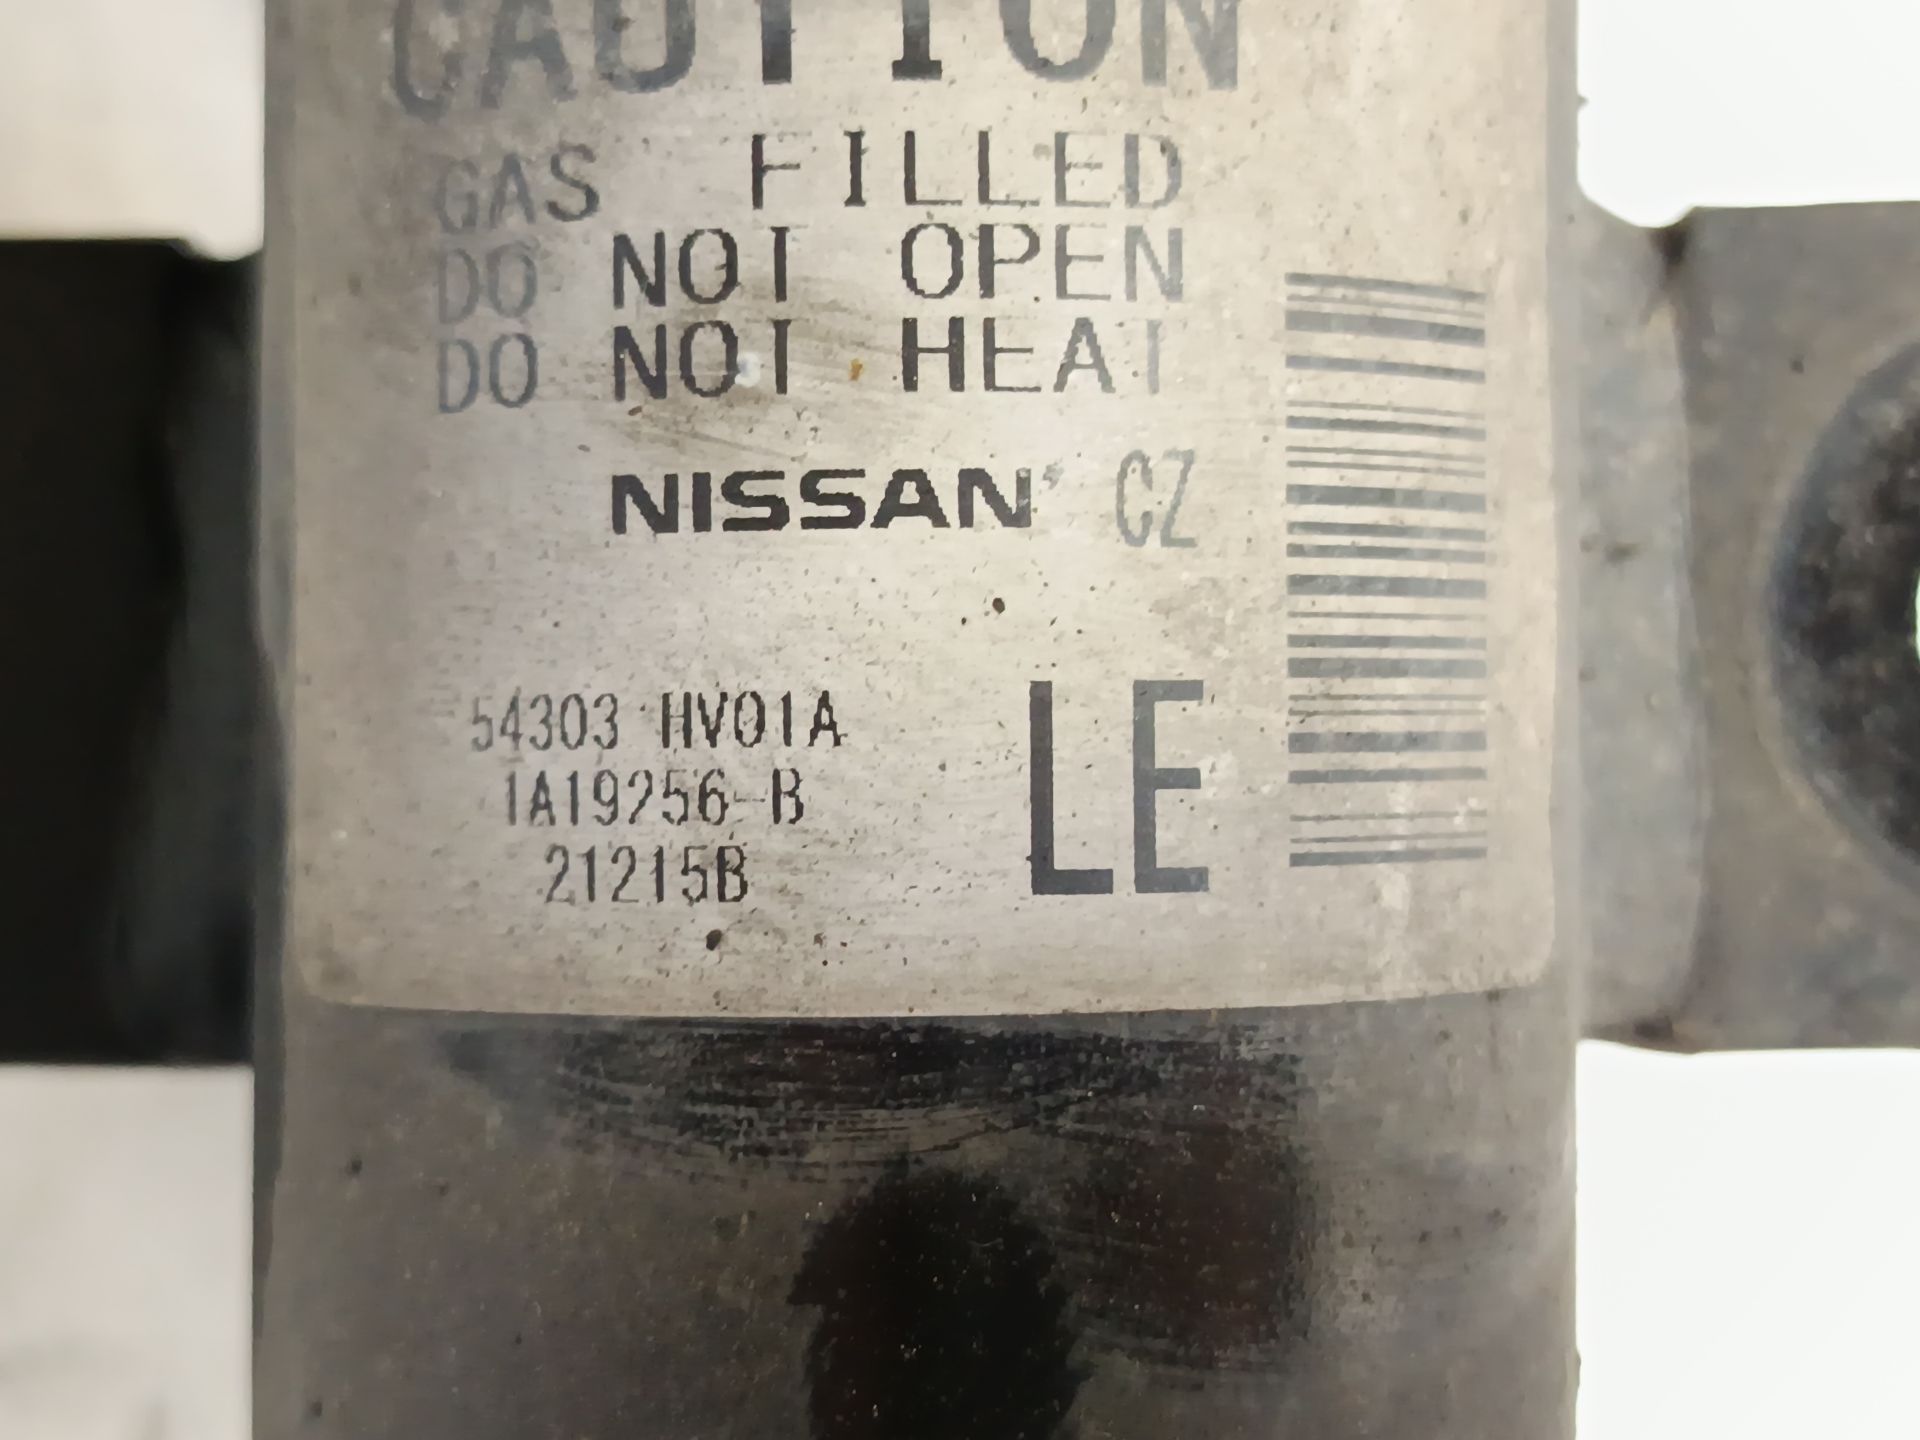 CAUTION
GAS FILLED
DO NOT OPEN
DO NOT HEAT
NISSAN CZ
54303 HV01A
1A19256-B
21215B
LE